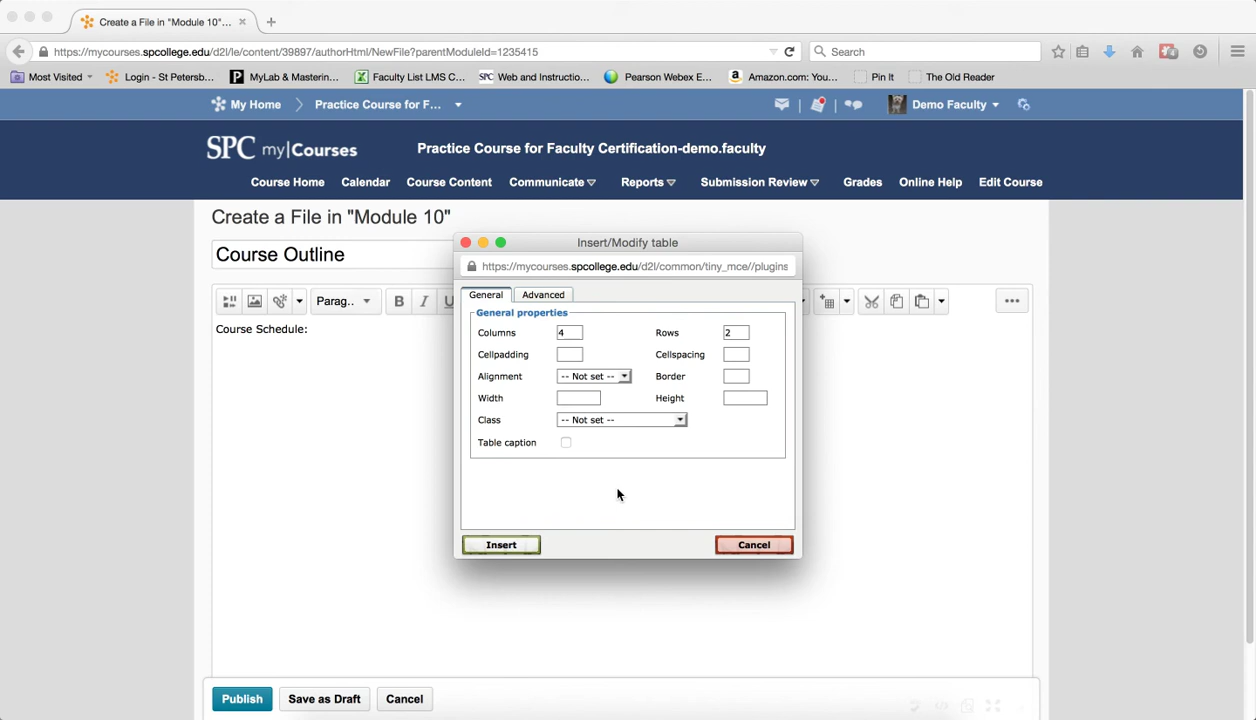 Create a File in "Module 10"...
https://mycourses.spcollege.edu/d2l/le/content/39897/authorHtml/NewFile?parentModuleId=1235415
Search
Most Visited Login - St Petersb... MyLab & Mastering... Faculty List LMS C... SPC Web and Instructio... Pearson Webex E... Amazon.com: You... Pin It The Old Reader
My Home Practice Course for F... Demo Faculty
SPC my|Courses Practice Course for Faculty Certification-demo.faculty
Course Home Calendar Course Content Communicate Reports Submission Review Grades Online Help Edit Course
Create a File in "Module 10"
Course Outline
Insert/Modify table
https://mycourses.spcollege.edu/d2l/common/tiny_mce//plugins
General Advanced
Parag.. B I U
Course Schedule:
General properties
Columns 4 Rows 2
Cellpadding Cellspacing
Alignment -- Not set -- Border
Width Height
Class -- Not set --
Table caption
Insert Cancel
Publish Save as Draft Cancel